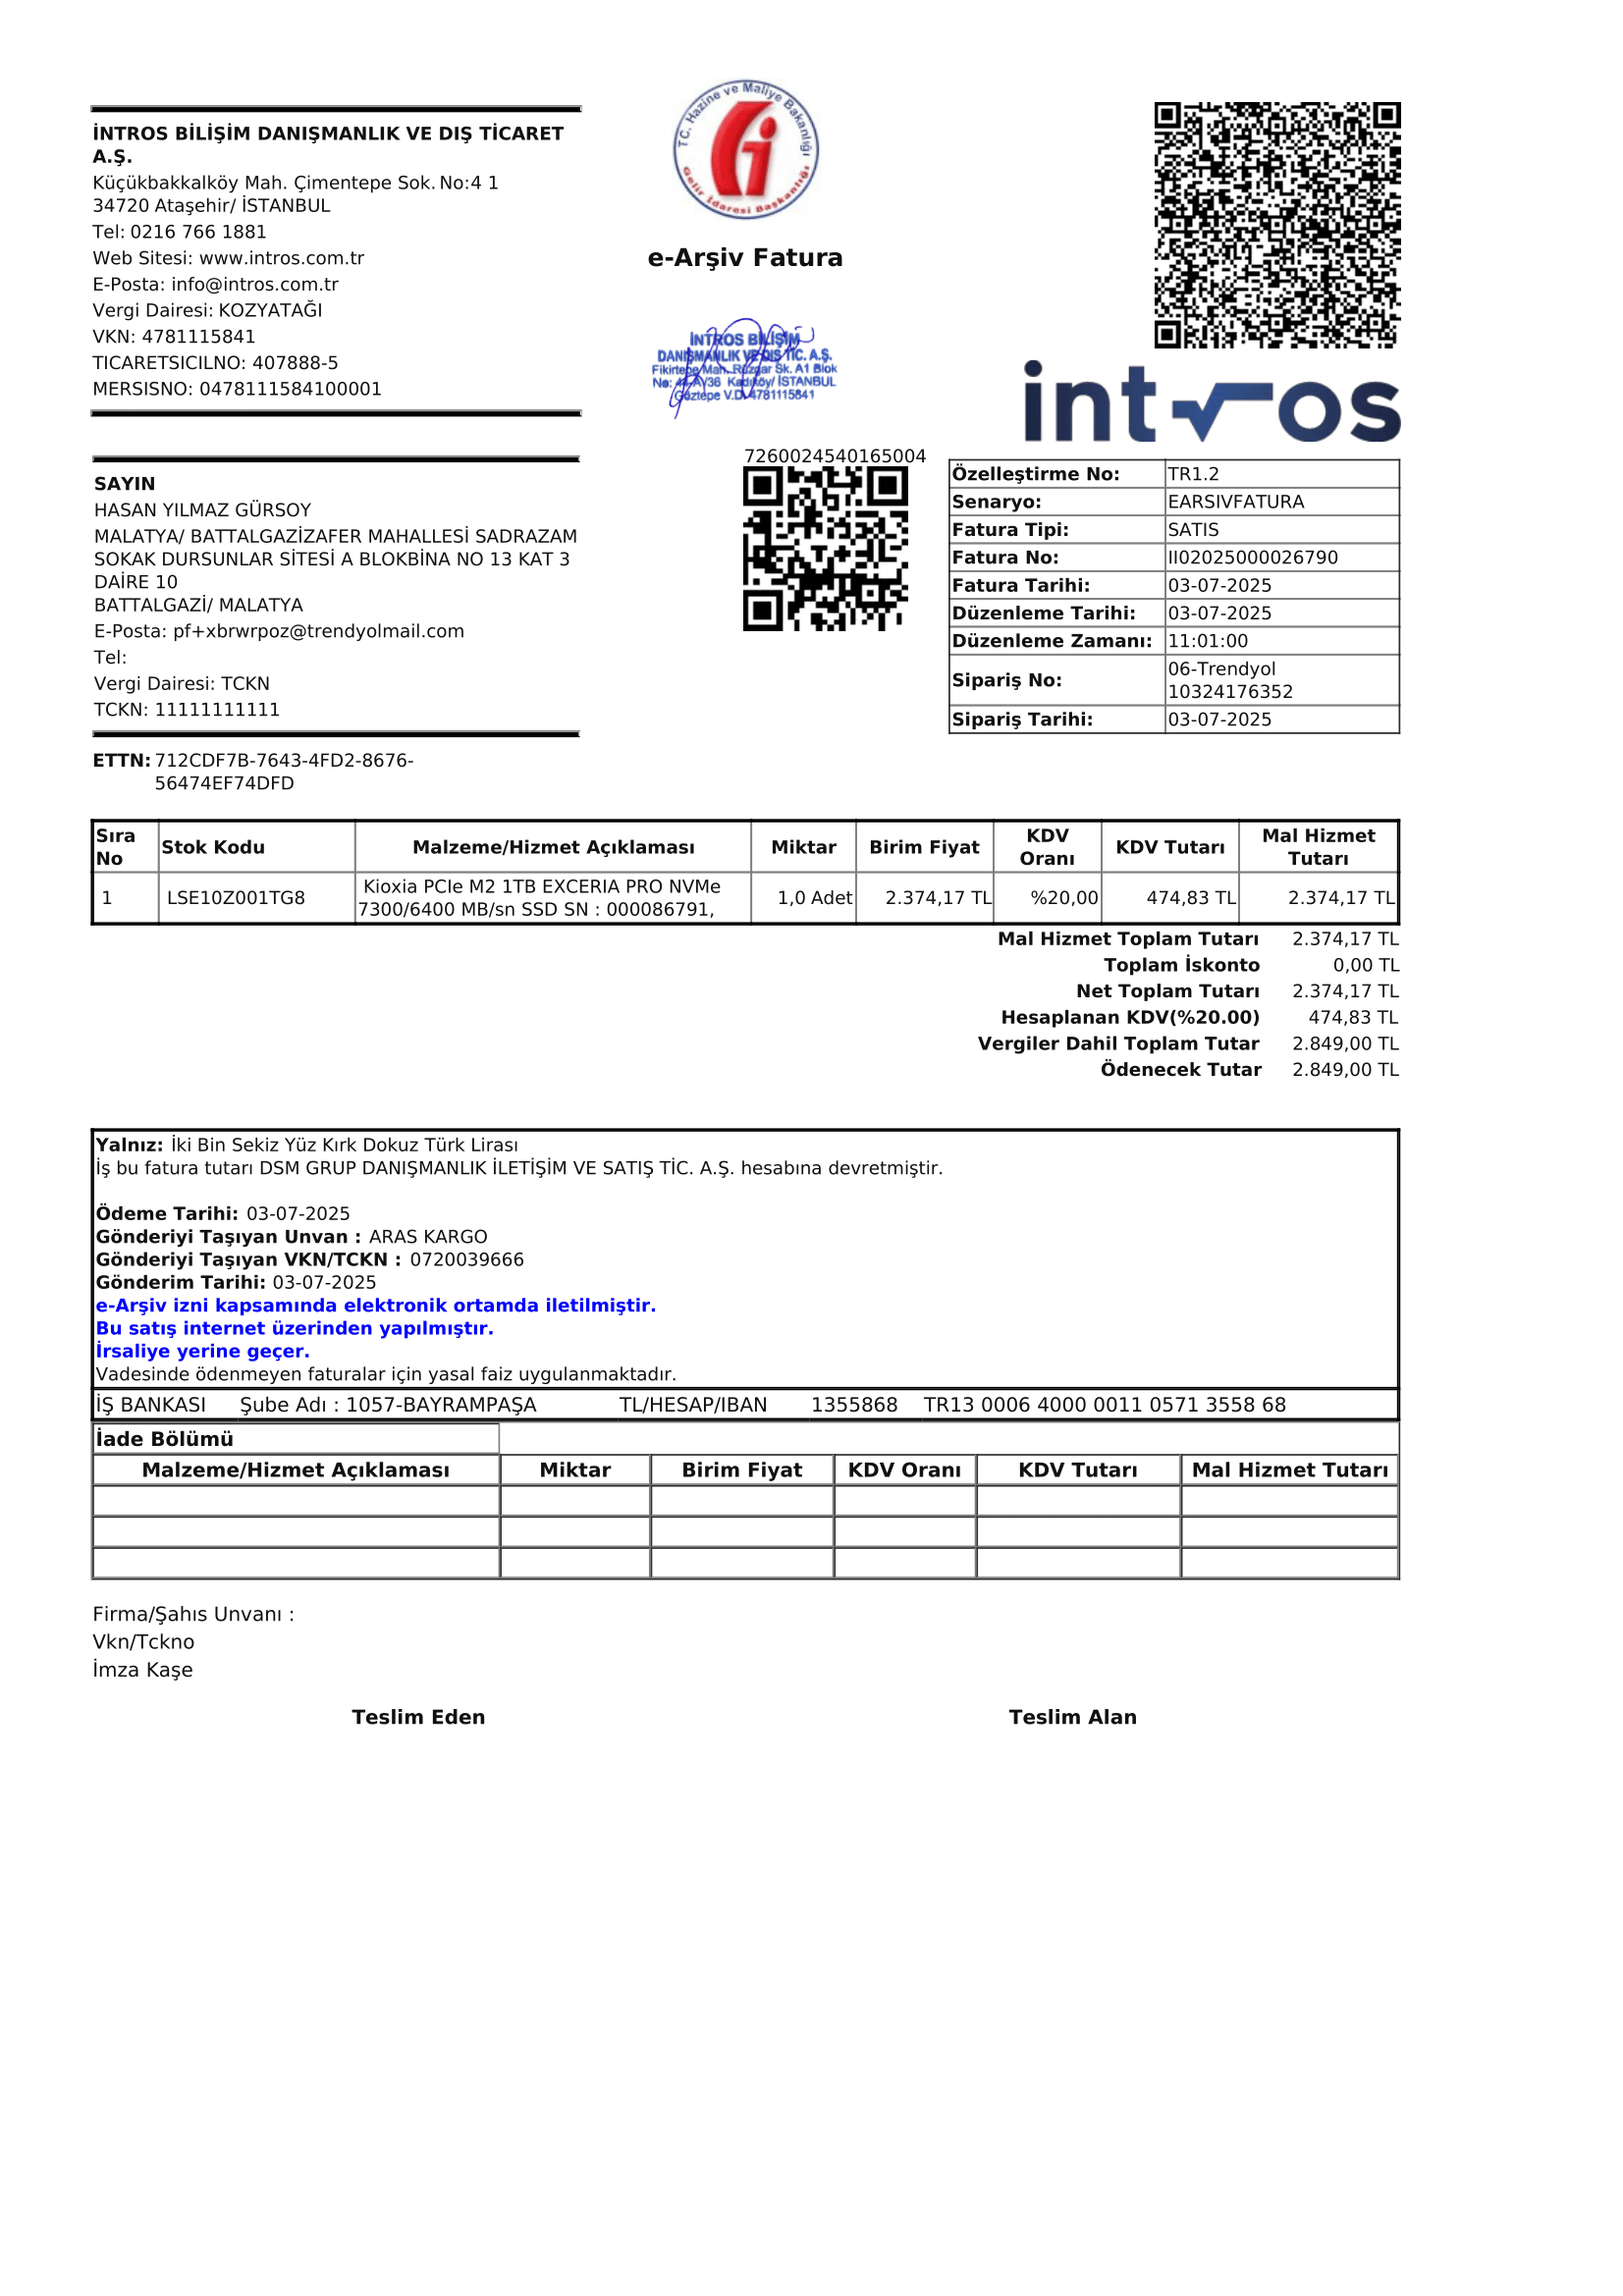 İNTROS BİLİŞİM DANIŞMANLIK VE DIŞ TİCARET
A.Ş.
Küçükbakkalköy Mah. Çimentepe Sok. No:4 1
34720 Ataşehir/ İSTANBUL
Tel: 0216 766 1881
Web Sitesi: www.intros.com.tr
E-Posta: info@intros.com.tr
Vergi Dairesi: KOZYATAĞI
VKN: 4781115841
TICARETSICILNO: 407888-5
MERSISNO: 0478111584100001
T.C. Hazine ve Maliye Bakanlığı
Gelir İdaresi Başkanlığı
e-Arşiv Fatura
İNTROS BİLİŞİM
DANIŞMANLIK VE DIŞ TİC. A.Ş.
Fikirtepe Mah. Rüzgar Sk. A1 Blok
No: 44 A/36 Kadıköy/ İSTANBUL
Göztepe V.D. 4781115841
intros
SAYIN
HASAN YILMAZ GÜRSOY
MALATYA/ BATTALGAZİZAFER MAHALLESİ SADRAZAM
SOKAK DURSUNLAR SİTESİ A BLOKBİNA NO 13 KAT 3
DAİRE 10
BATTALGAZİ/ MALATYA
E-Posta: pf+xbrwrpoz@trendyolmail.com
Tel:
Vergi Dairesi: TCKN
TCKN: 11111111111
7260024540165004
Özelleştirme No: TR1.2
Senaryo: EARSIVFATURA
Fatura Tipi: SATIS
Fatura No: II02025000026790
Fatura Tarihi: 03-07-2025
Düzenleme Tarihi: 03-07-2025
Düzenleme Zamanı: 11:01:00
Sipariş No: 06-Trendyol
10324176352
Sipariş Tarihi: 03-07-2025
ETTN: 712CDF7B-7643-4FD2-8676-
56474EF74DFD
Sıra No Stok Kodu Malzeme/Hizmet Açıklaması Miktar Birim Fiyat KDV Oranı KDV Tutarı Mal Hizmet Tutarı
1 LSE10Z001TG8 Kioxia PCIe M2 1TB EXCERIA PRO NVMe 7300/6400 MB/sn SSD SN : 000086791, 1,0 Adet 2.374,17 TL %20,00 474,83 TL 2.374,17 TL
Mal Hizmet Toplam Tutarı 2.374,17 TL
Toplam İskonto 0,00 TL
Net Toplam Tutarı 2.374,17 TL
Hesaplanan KDV(%20.00) 474,83 TL
Vergiler Dahil Toplam Tutar 2.849,00 TL
Ödenecek Tutar 2.849,00 TL
Yalnız: İki Bin Sekiz Yüz Kırk Dokuz Türk Lirası
İş bu fatura tutarı DSM GRUP DANIŞMANLIK İLETİŞİM VE SATIŞ TİC. A.Ş. hesabına devretmiştir.
Ödeme Tarihi: 03-07-2025
Gönderiyi Taşıyan Unvan : ARAS KARGO
Gönderiyi Taşıyan VKN/TCKN : 0720039666
Gönderim Tarihi: 03-07-2025
e-Arşiv izni kapsamında elektronik ortamda iletilmiştir.
Bu satış internet üzerinden yapılmıştır.
İrsaliye yerine geçer.
Vadesinde ödenmeyen faturalar için yasal faiz uygulanmaktadır.
İŞ BANKASI Şube Adı : 1057-BAYRAMPAŞA TL/HESAP/IBAN 1355868 TR13 0006 4000 0011 0571 3558 68
İade Bölümü
Malzeme/Hizmet Açıklaması Miktar Birim Fiyat KDV Oranı KDV Tutarı Mal Hizmet Tutarı
Firma/Şahıs Unvanı :
Vkn/Tckno
İmza Kaşe
Teslim Eden Teslim Alan